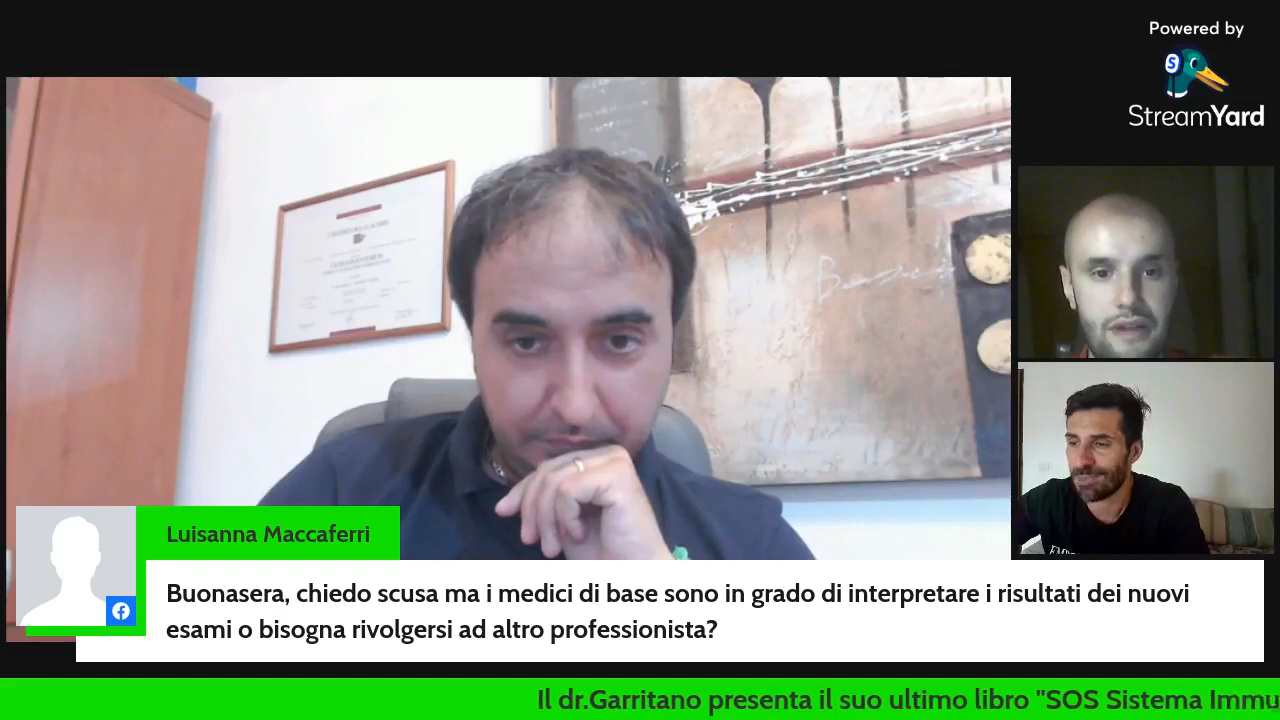 Powered by
S
StreamYard
Luisanna Maccaferri
Buonasera, chiedo scusa ma i medici di base sono in grado di interpretare i risultati dei nuovi
esami o bisogna rivolgersi ad altro professionista?
Il dr.Garritano presenta il suo ultimo libro "SOS Sistema Immu